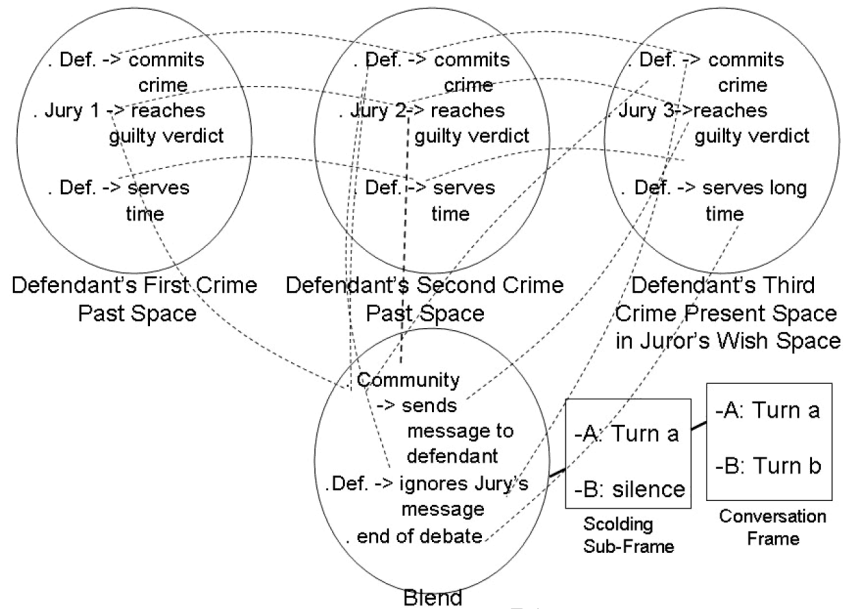 . Def. -> commits
crime
. Jury 1 -> reaches
guilty verdict
. Def. -> serves
time
Defendant's First Crime
Past Space
. Def. -> commits
crime
. Jury 2-> reaches
guilty verdict
. Def. -> serves
time
Defendant's Second Crime
Past Space
. Def. -> commits
crime
. Jury 3->reaches
guilty verdict
. Def. -> serves long
time
Defendant's Third
Crime Present Space
in Juror's Wish Space
. Community
-> sends
message to
defendant
.Def. -> ignores Jury's
message
. end of debate
Blend
-A: Turn a
-B: silence
Scolding
Sub-Frame
-A: Turn a
-B: Turn b
Conversation
Frame